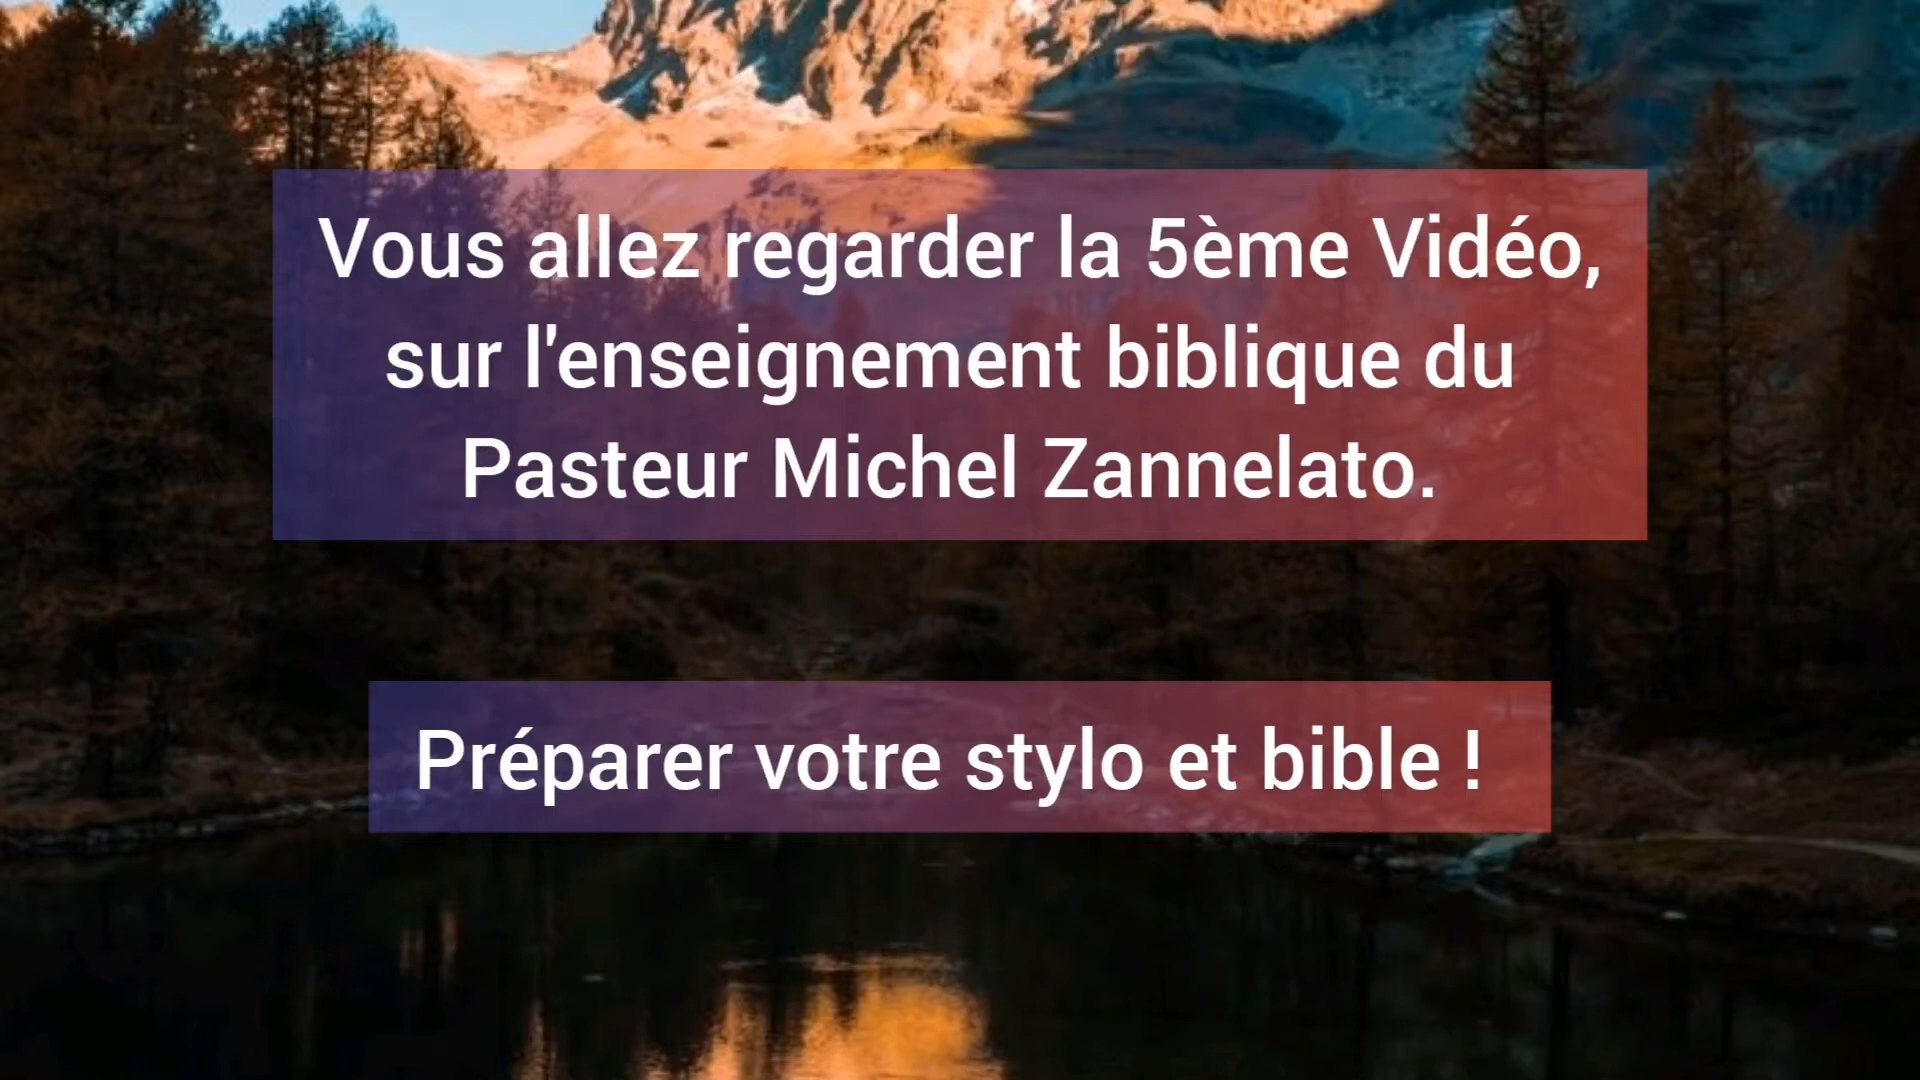 Vous allez regarder la 5ème Vidéo,
sur l'enseignement biblique du
Pasteur Michel Zannelato.
Préparer votre stylo et bible !